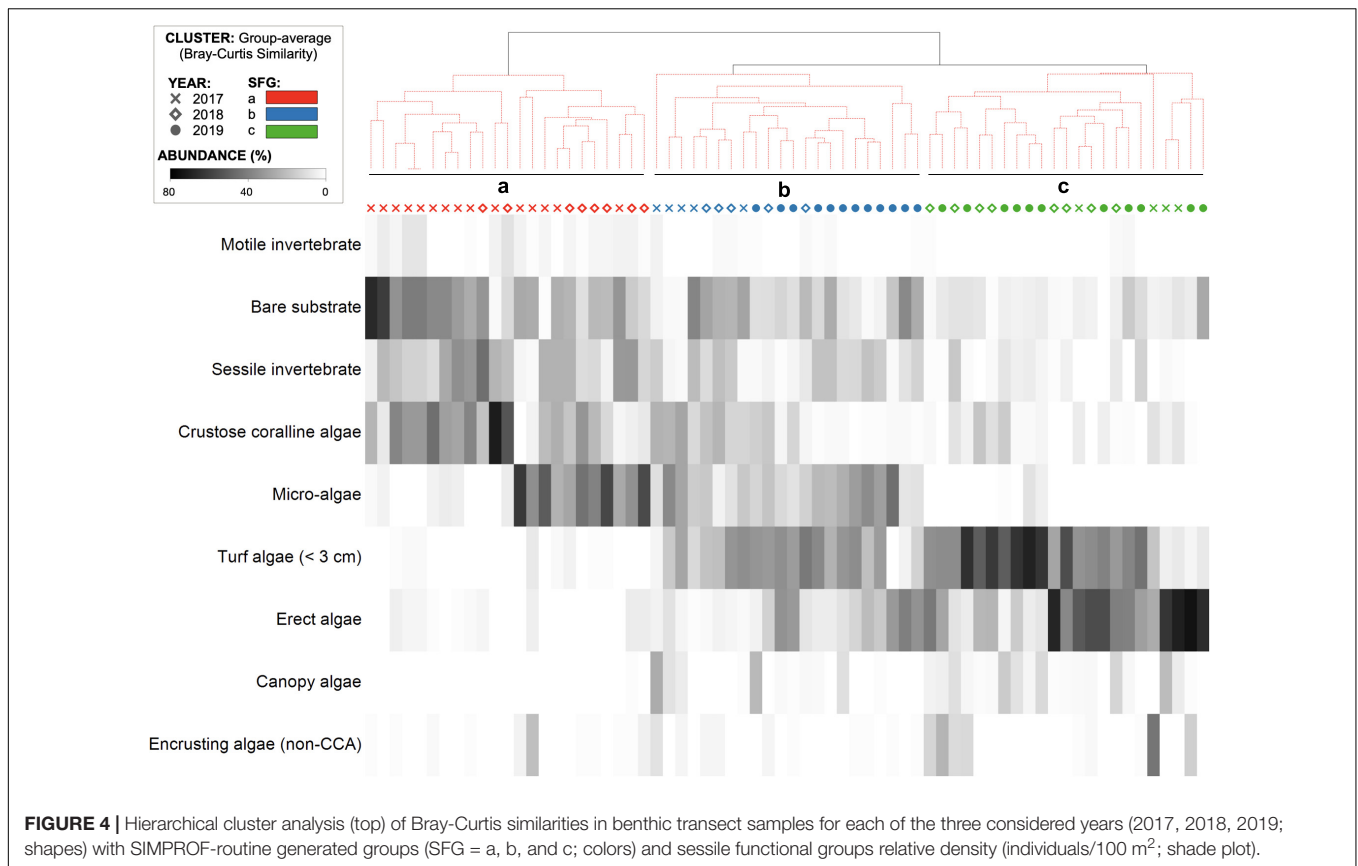 CLUSTER: Group-average
(Bray-Curtis Similarity)
YEAR: SFG:
2017 a
2018 b
2019 c
ABUNDANCE (%)
80 40 0
a b c
Motile invertebrate
Bare substrate
Sessile invertebrate
Crustose coralline algae
Micro-algae
Turf algae (< 3 cm)
Erect algae
Canopy algae
Encrusting algae (non-CCA)
FIGURE 4 | Hierarchical cluster analysis (top) of Bray-Curtis similarities in benthic transect samples for each of the three considered years (2017, 2018, 2019;
shapes) with SIMPROF-routine generated groups (SFG = a, b, and c; colors) and sessile functional groups relative density (individuals/100 m²; shade plot).